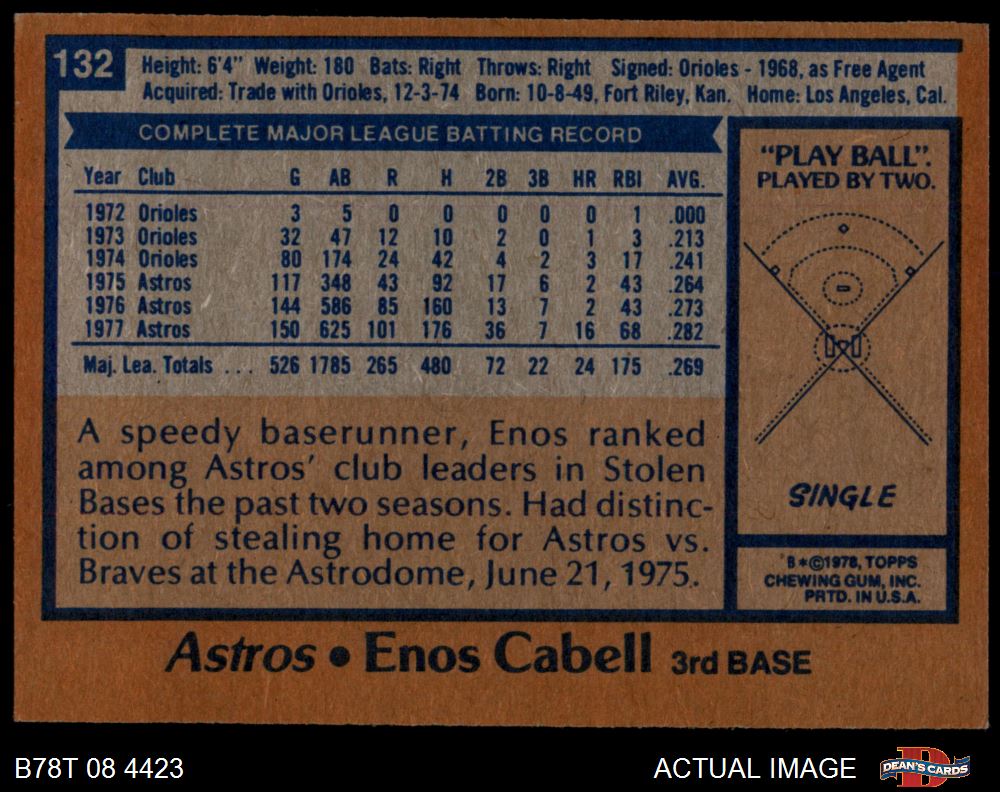 132
Height: 6'4" Weight: 180 Bats: Right Throws: Right Signed: Orioles - 1968, as Free Agent
Acquired: Trade with Orioles, 12-3-74 Born: 10-8-49, Fort Riley, Kan. Home: Los Angeles, Cal.
COMPLETE MAJOR LEAGUE BATTING RECORD
Year Club G AB R H 2B 3B HR RBI AVG.
1972 Orioles 3 5 0 0 0 0 0 1 .000
1973 Orioles 32 47 12 10 2 0 1 3 .213
1974 Orioles 80 174 24 42 4 2 3 17 .241
1975 Astros 117 348 43 92 17 6 2 43 .264
1976 Astros 144 586 85 160 13 7 2 43 .273
1977 Astros 150 625 101 176 36 7 16 68 .282
Maj. Lea. Totals . . . 526 1785 265 480 72 22 24 175 .269
A speedy baserunner, Enos ranked
among Astros' club leaders in Stolen
Bases the past two seasons. Had distinc-
tion of stealing home for Astros vs.
Braves at the Astrodome, June 21, 1975.
"PLAY BALL".
PLAYED BY TWO.
SINGLE
B*©1978, TOPPS
CHEWING GUM, INC.
PRTD. IN U.S.A.
Astros • Enos Cabell 3rd BASE
B78T 08 4423
ACTUAL IMAGE
D
DEAN'S CARDS